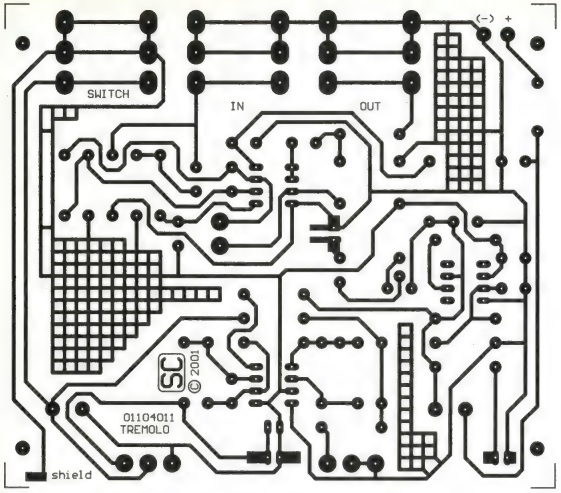 (-) +
SWITCH
IN
OUT
SC
© 2001
01104011
TREMOLO
shield